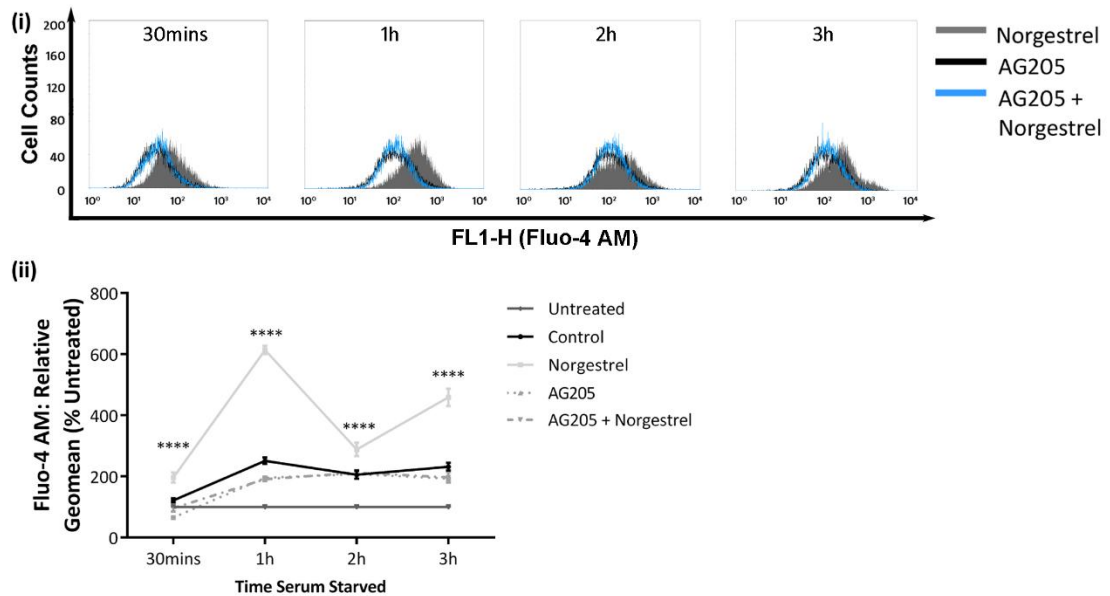 (i)
30mins
1h
2h
3h
Norgestrel
AG205
AG205 +
Norgestrel
Cell Counts
200
160
120
80
40
0
10⁰ 10¹ 10² 10³ 10⁴
10⁰ 10¹ 10² 10³ 10⁴
10⁰ 10¹ 10² 10³ 10⁴
10⁰ 10¹ 10² 10³ 10⁴
FL1-H (Fluo-4 AM)
(ii)
Fluo-4 AM: Relative
Geomean (% Untreated)
800
600
400
200
0
****
****
****
****
30mins
1h
2h
3h
Time Serum Starved
Untreated
Control
Norgestrel
AG205
AG205 + Norgestrel